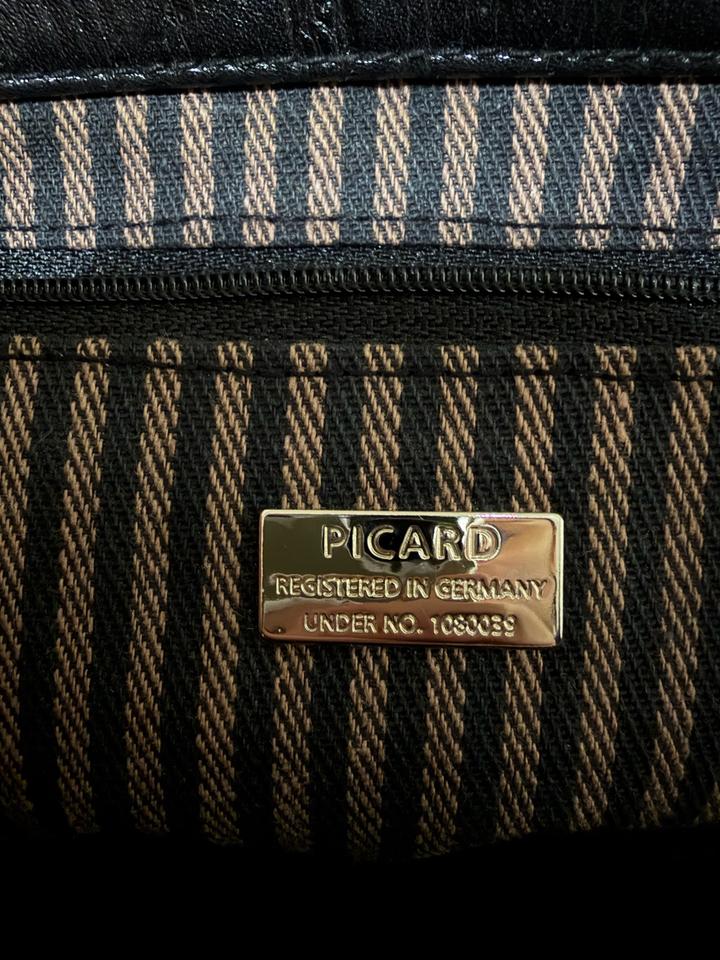 PICARD
REGISTERED IN GERMANY
UNDER NO. 1080039